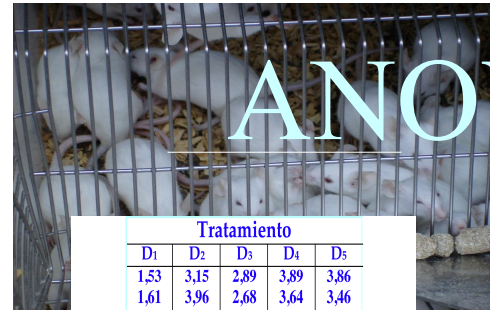 ANO
Tratamiento
D1 D2 D3 D4 D5
1,53 3,15 2,89 3,89 3,86
1,61 3,96 2,68 3,64 3,46